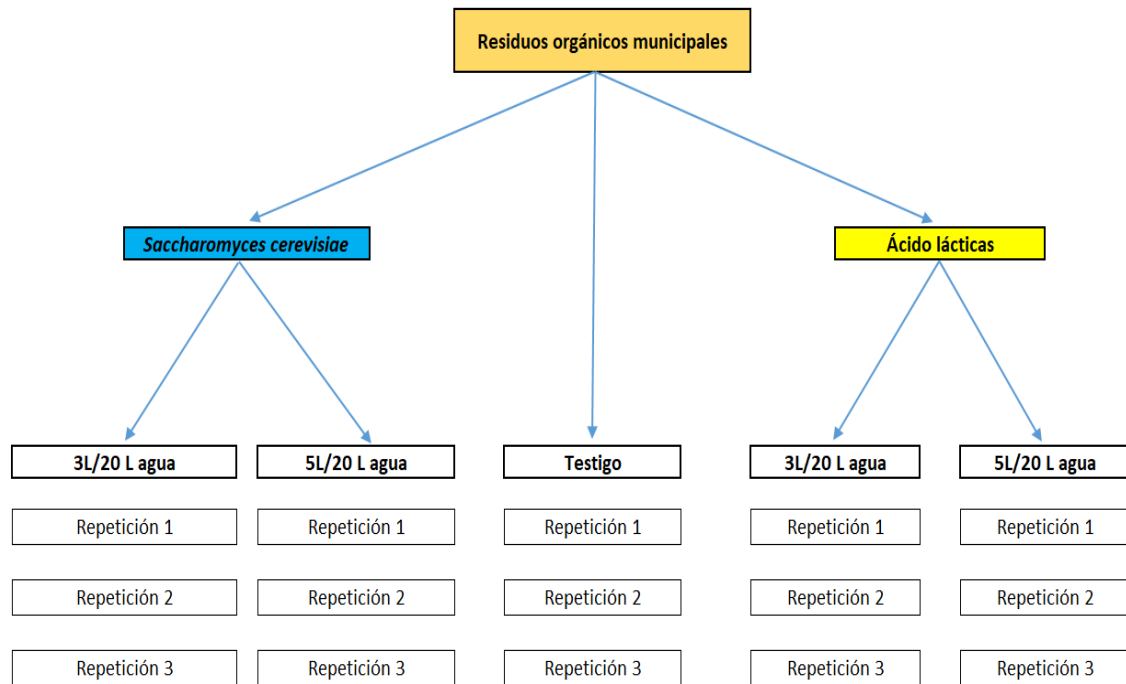 Residuos orgánicos municipales
Saccharomyces cerevisiae
Ácido lácticas
3L/20 L agua
5L/20 L agua
Testigo
3L/20 L agua
5L/20 L agua
Repetición 1
Repetición 1
Repetición 1
Repetición 1
Repetición 1
Repetición 2
Repetición 2
Repetición 2
Repetición 2
Repetición 2
Repetición 3
Repetición 3
Repetición 3
Repetición 3
Repetición 3